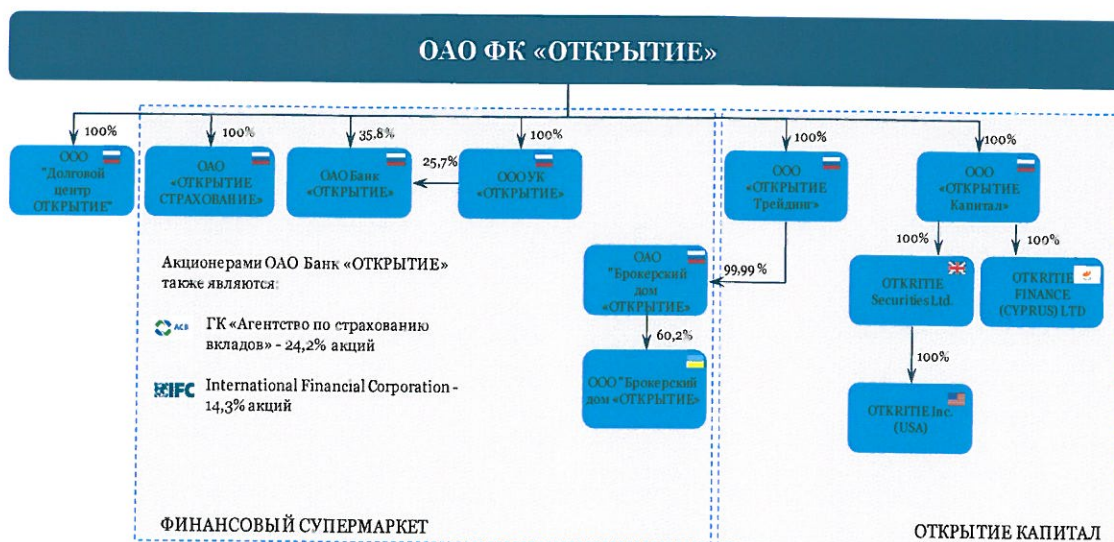 ОАО ФК «ОТКРЫТИЕ»
100%
100%
35.8%
100%
100%
100%
ООО
"Долговой
центр
ОТКРЫТИЕ"
ОАО
«ОТКРЫТИЕ
СТРАХОВАНИЕ»
ОАО Банк
«ОТКРЫТИЕ»
25,7%
ООО УК
«ОТКРЫТИЕ»
ООО
«ОТКРЫТИЕ
Трейдинг»
ООО
«ОТКРЫТИЕ
Капитал»
100%
100%
Акционерами ОАО Банк «ОТКРЫТИЕ»
также являются:
АСВ
ГК «Агентство по страхованию
вкладов» - 24,2% акций
IFC
International Financial Corporation -
14,3% акций
ОАО
"Брокерский
дом
«ОТКРЫТИЕ»
99,99 %
60,2%
ООО "Брокерский
дом «ОТКРЫТИЕ»
OTKRITIE
Securities Ltd.
OTKRITIE
FINANCE
(CYPRUS) LTD
100%
OTKRITIE Inc.
(USA)
ФИНАНСОВЫЙ СУПЕРМАРКЕТ
ОТКРЫТИЕ КАПИТАЛ